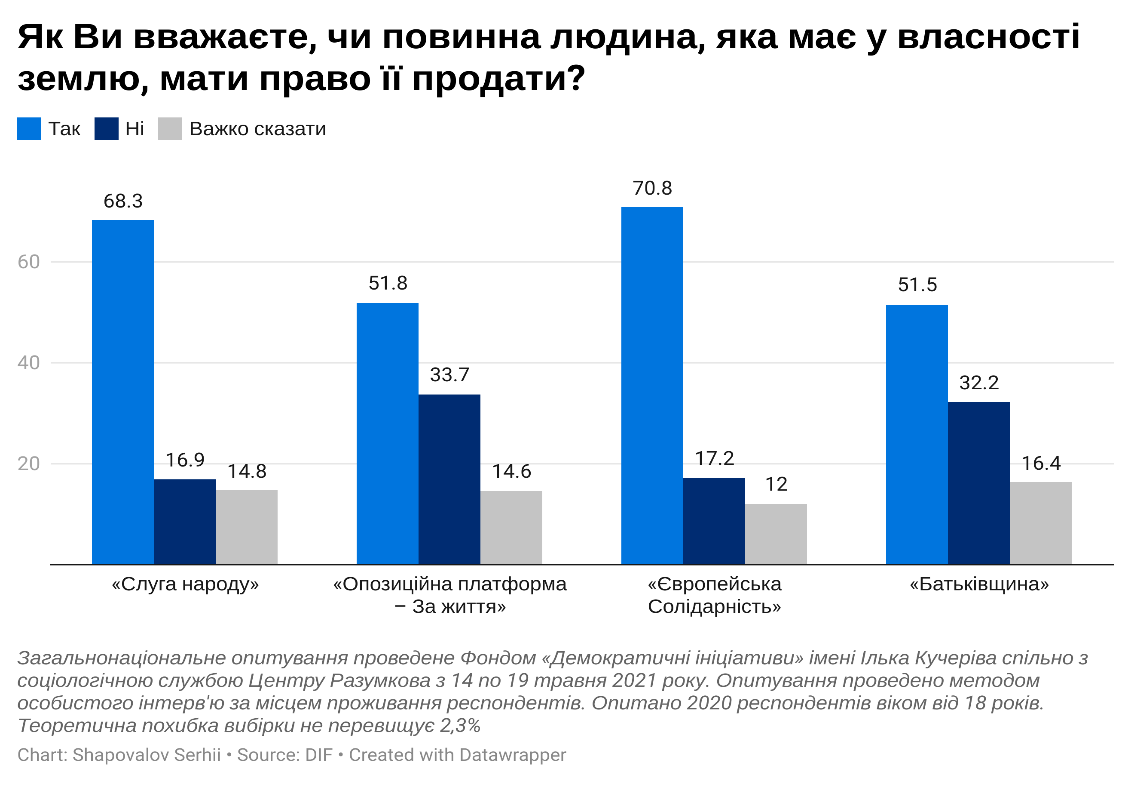 Як Ви вважаєте, чи повинна людина, яка має у власності
землю, мати право її продати?
Так Ні Важко сказати
68.3
16.9
14.8
51.8
33.7
14.6
70.8
17.2
12
51.5
32.2
16.4
60
40
20
«Слуга народу»
«Опозиційна платформа
– За життя»
«Європейська
Солідарність»
«Батьківщина»
Загальнонаціональне опитування проведене Фондом «Демократичні ініціативи» імені Ілька Кучеріва спільно з
соціологічною службою Центру Разумкова з 14 по 19 травня 2021 року. Опитування проведено методом
особистого інтерв'ю за місцем проживання респондентів. Опитано 2020 респондентів віком від 18 років.
Теоретична похибка вибірки не перевищує 2,3%
Chart: Shapovalov Serhii • Source: DIF • Created with Datawrapper